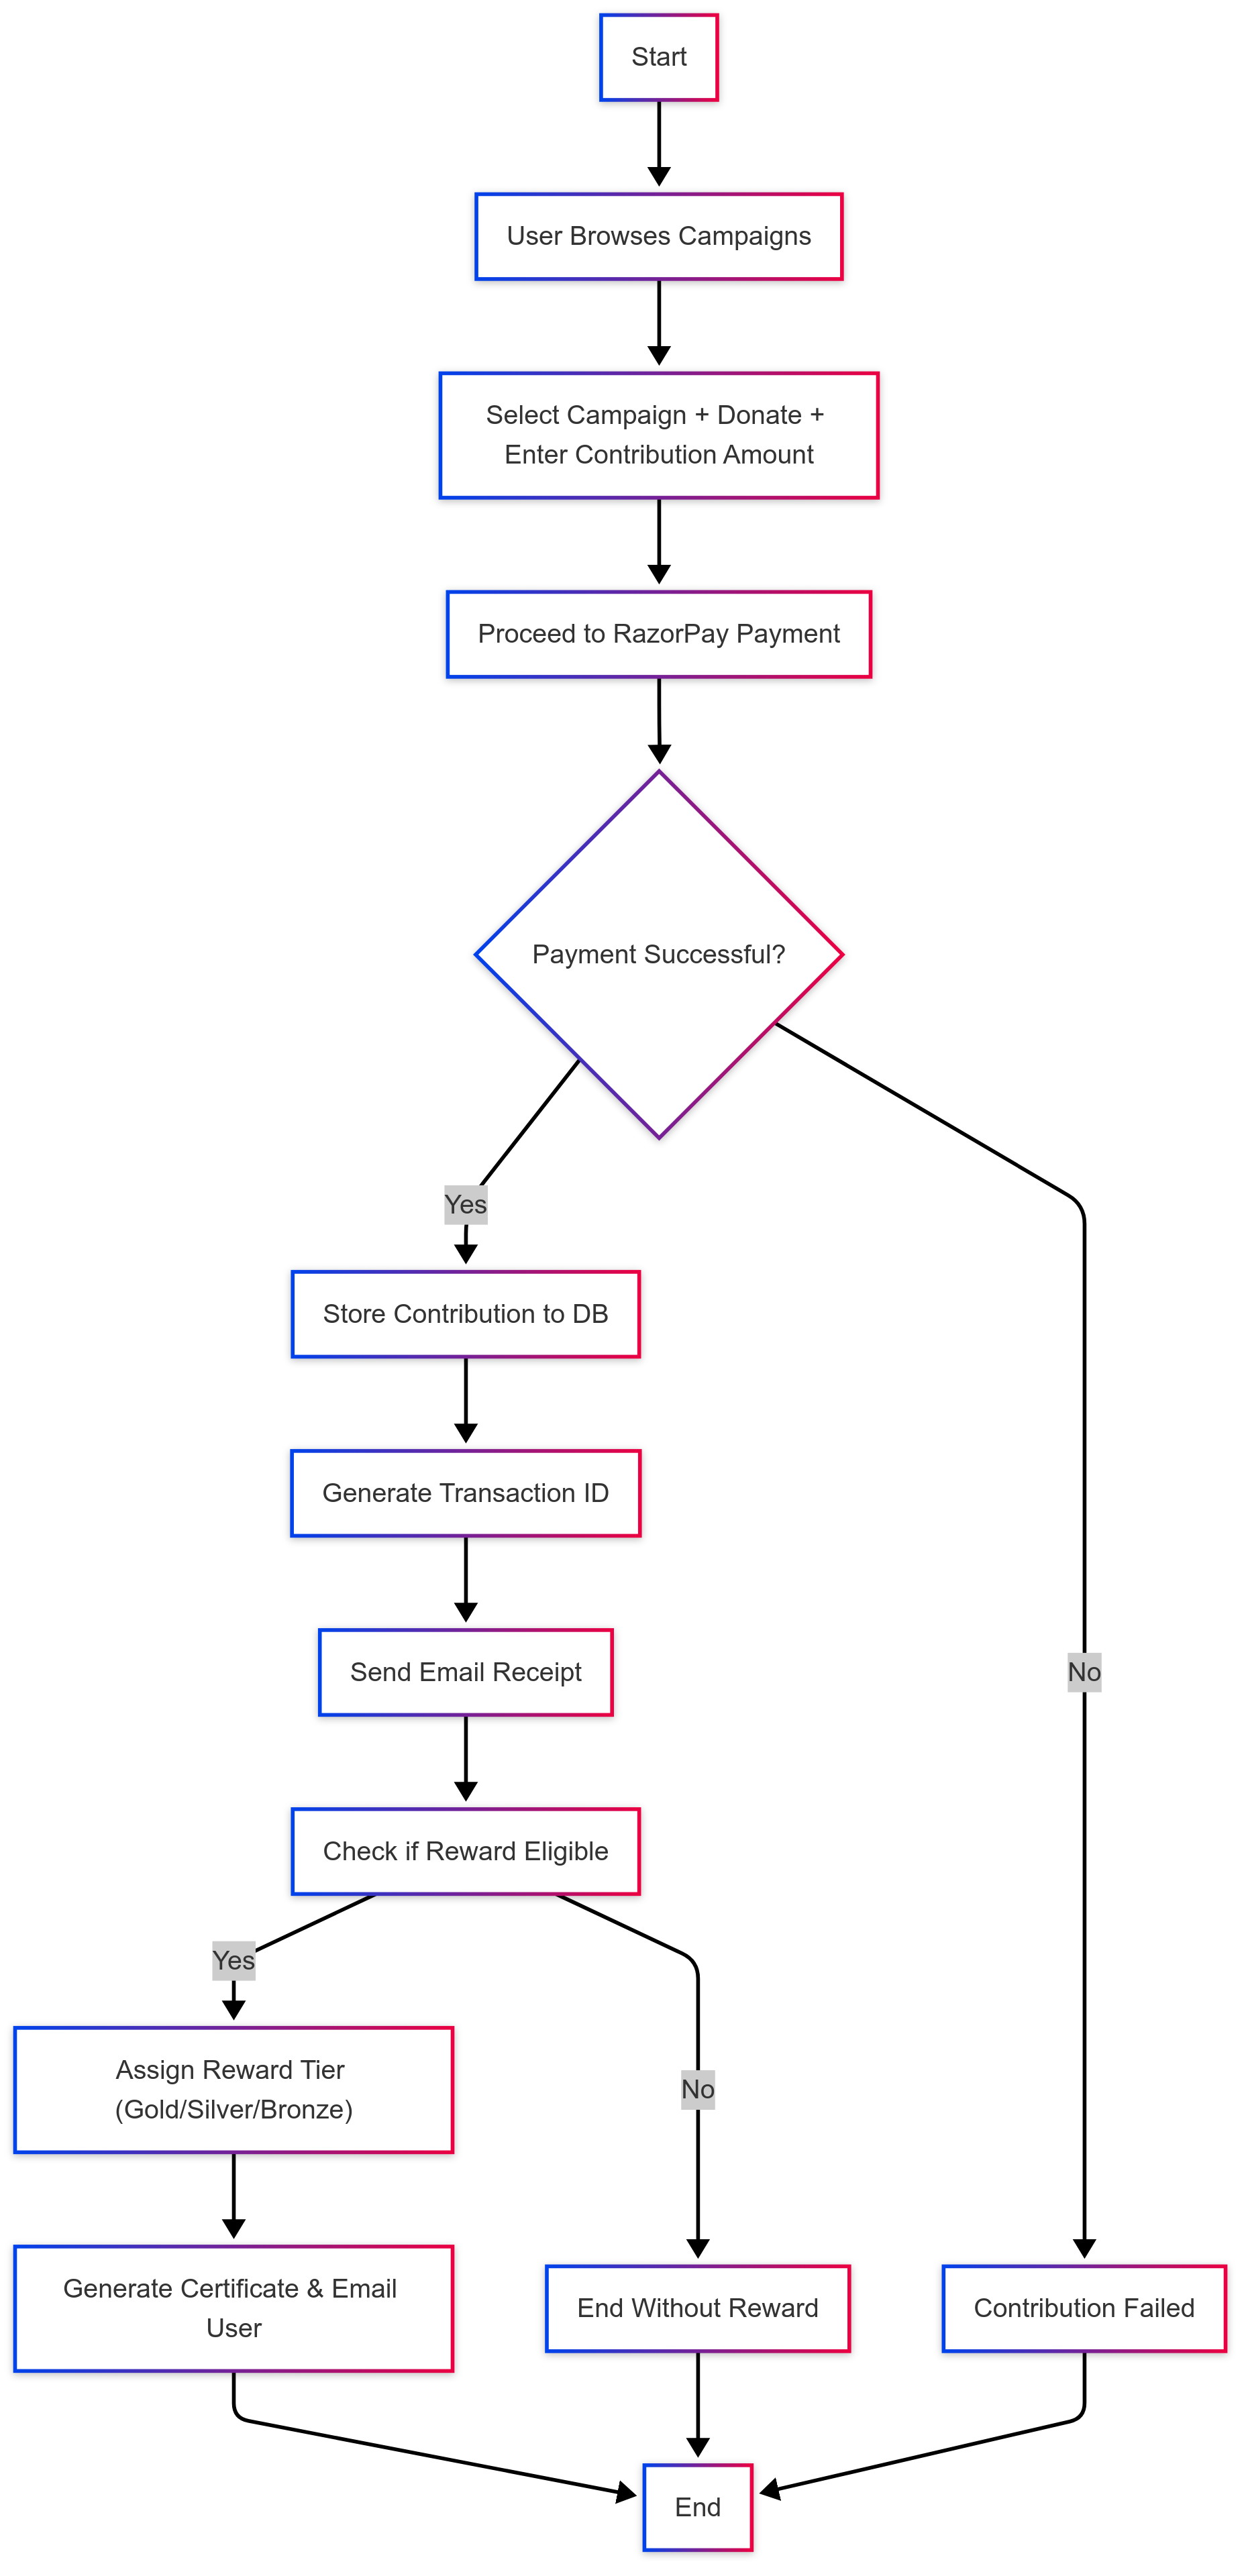 Start
User Browses Campaigns
Select Campaign + Donate +
Enter Contribution Amount
Proceed to RazorPay Payment
Payment Successful?
Yes
Store Contribution to DB
Generate Transaction ID
Send Email Receipt
No
Check if Reward Eligible
Yes
Assign Reward Tier
(Gold/Silver/Bronze)
No
Generate Certificate & Email
User
End Without Reward
Contribution Failed
End